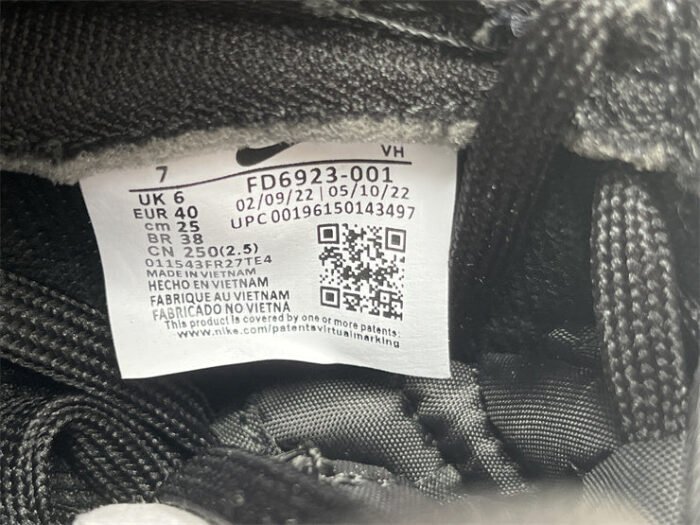 VH
7
FD6923-001
UK 6
02/09/22 | 05/10/22
EUR 40
UPC 00196150143497
cm 25
BR 38
CN 250(2.5)
011543FR27TE4
MADE IN VIETNAM
HECHO EN VIETNAM
FABRIQUE AU VIETNAM
FABRICADO NO VIETNA
This product is covered by one or more patents:
www.nike.com/patentsvirtualmarking